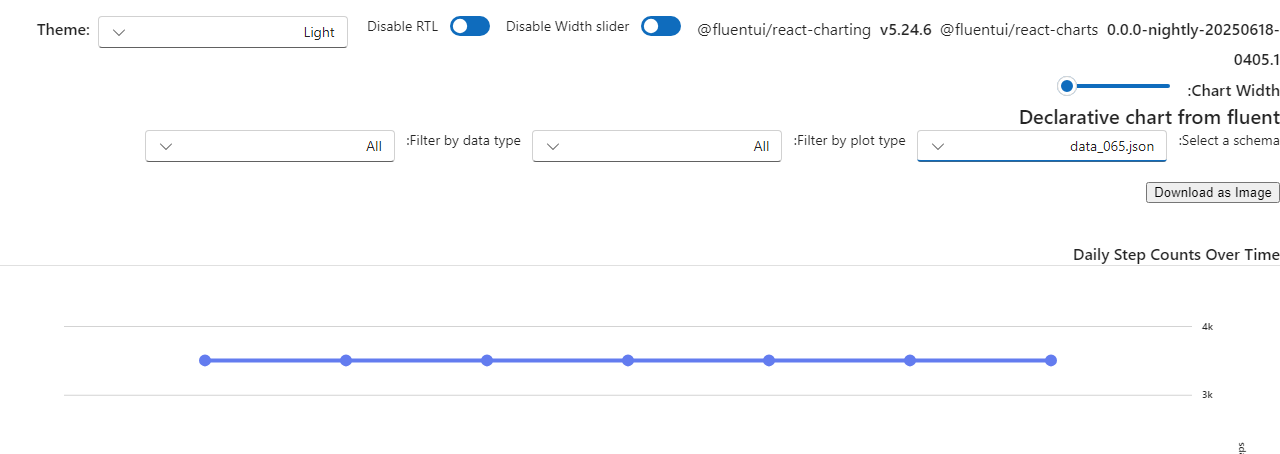 Theme: Light Disable RTL Disable Width slider @fluentui/react-charting v5.24.6 @fluentui/react-charts 0.0.0-nightly-20250618-
0405.1
:Chart Width
Declarative chart from fluent
:Select a schema data_065.json :Filter by plot type All :Filter by data type All
Download as Image
Daily Step Counts Over Time
4k
3k